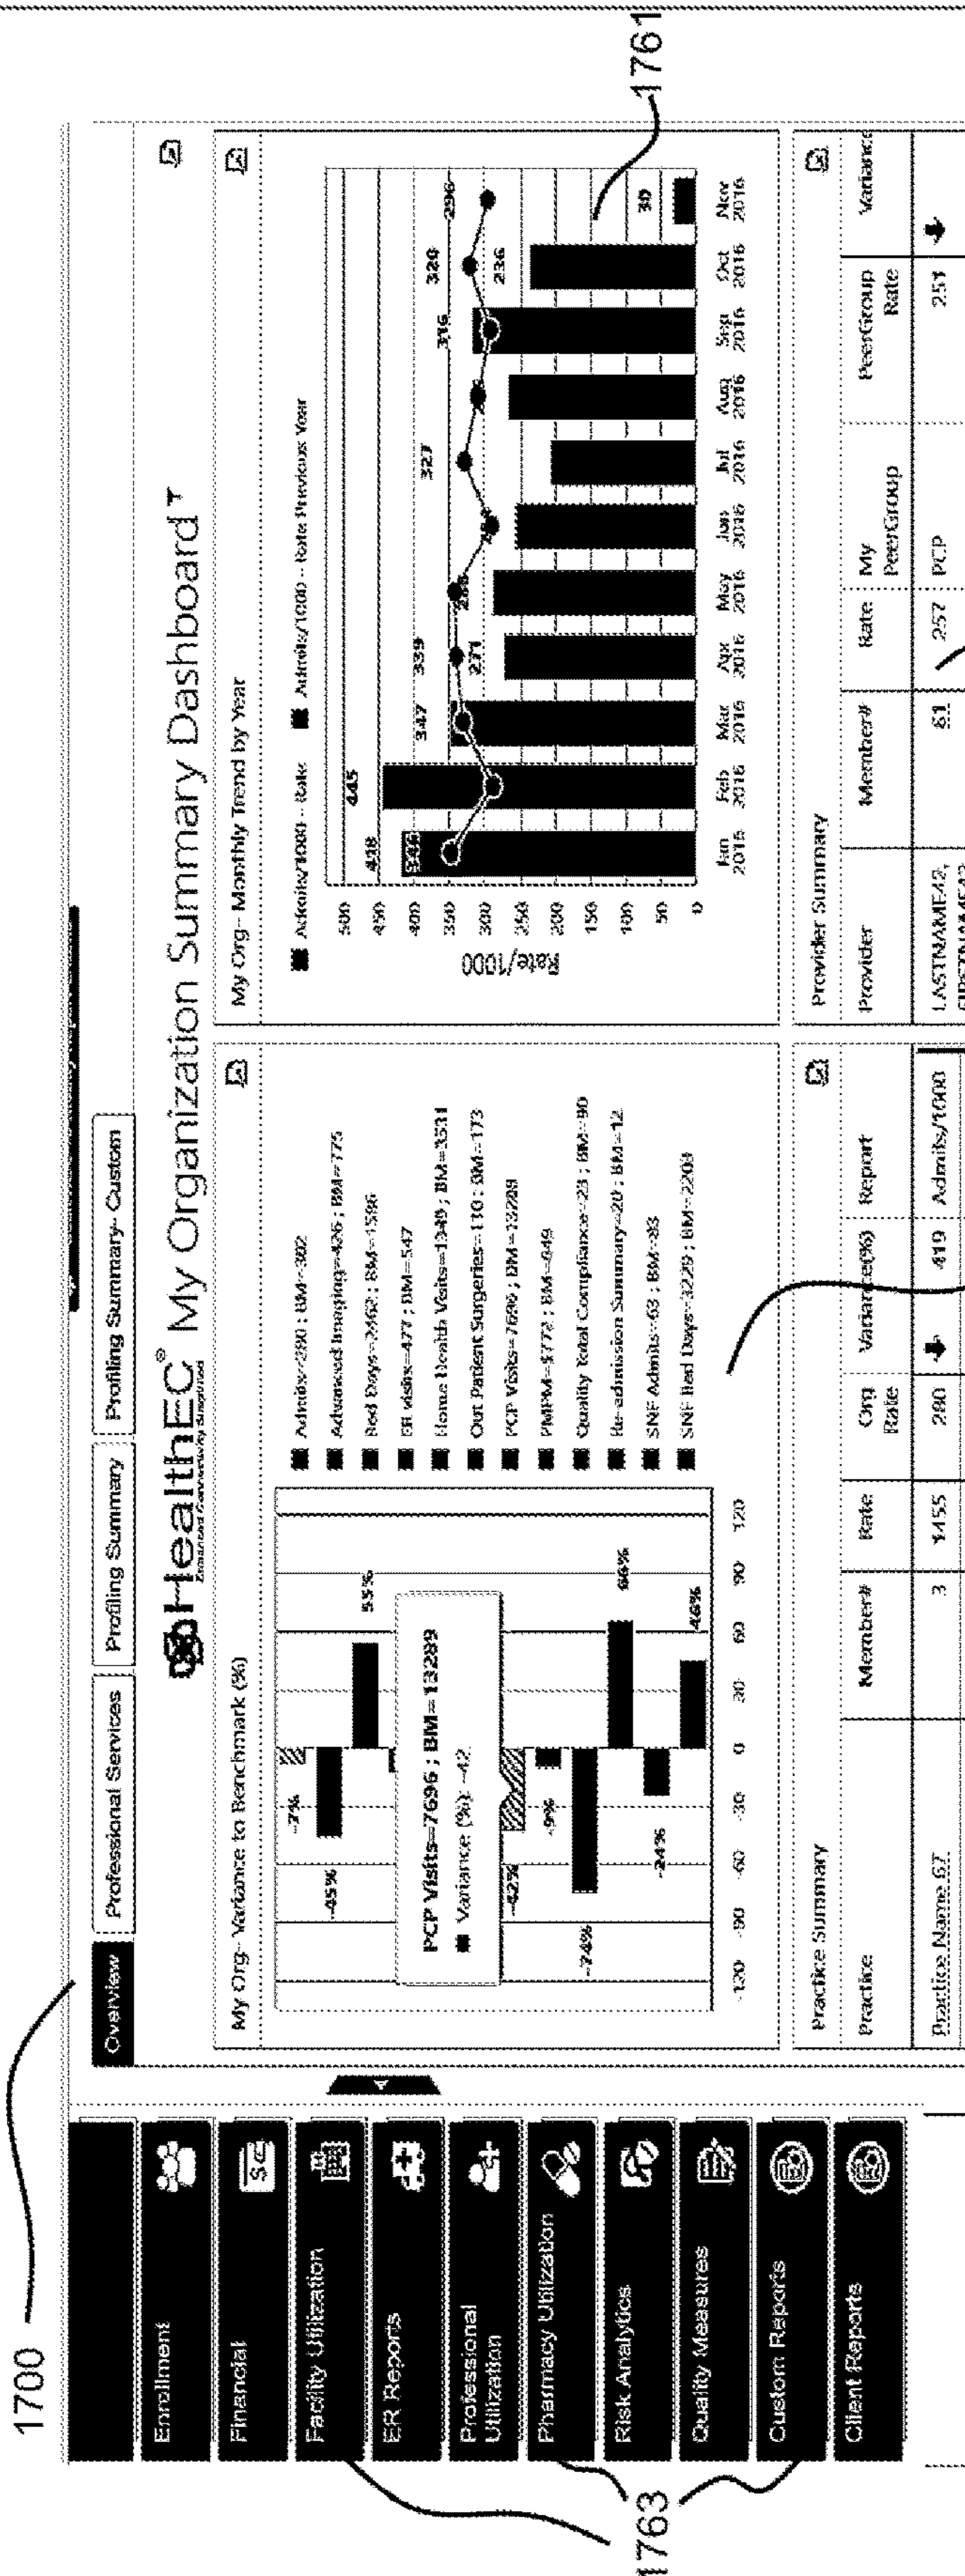 1700
Overview
Professional Services
Profiling Summary
Profiling Summary- Custom
Enrollment
Financial
Facility Utilization
ER Reports
Professional
Utilization
Pharmacy Utilization
Risk Analytics
Quality Measures
Custom Reports
Client Reports
1763
HealthEC® My Organization Summary Dashboard
My Org- Variance to Benchmark (%)
-7%
-45%
55%
PCP Visits=7696 ; BM=13289
Variance (%): -42
-42%
-9%
-74%
66%
-24%
46%
-120 -90 -60 -30 0 30 60 90 120
Admits=280 ; BM=302
Advanced Imaging=426 ; BM=775
Bed Days=2462 ; BM=1586
ER Visits=477 ; BM=547
Home Health Visits=1349 ; BM=3531
Out Patient Surgeries=130 ; BM=173
PCP Visits=7696 ; BM=13289
Quality Total Compliance=23 ; BM=90
Re-admission Summary=20 ; BM=12
SNF Admits=63 ; BM=83
SNF Bed Days=3229 ; BM=2203
My Org- Monthly Trend by Year
Admits/1000 - Rate
Admits/1000 - Rate Previous Year
Rate/1000
500
450
400
350
300
250
200
150
100
50
0
418 445 347 339 271 327 316 320 236 296 30
Jan Feb Mar Apr May Jun Jul Aug Sep Oct Nov
2016 2016 2016 2016 2016 2016 2016 2016 2016 2016 2016
1761
Practice Summary
Practice Member# Rate Org Rate Variance(%) Report
Practice Name 67 3 1455 280 419 Admits/1000
Provider Summary
Provider Member# Rate My PeerGroup PeerGroup Rate Variance
LASTNAME42, 81 257 PCP 251